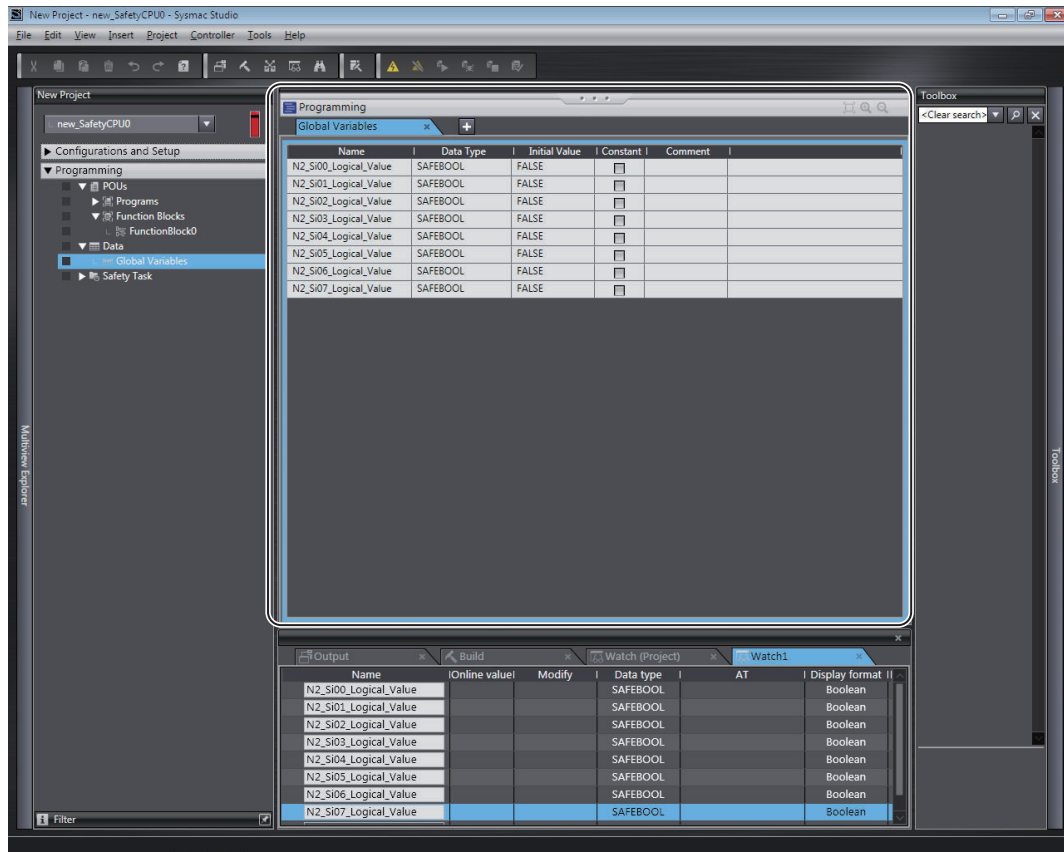 New Project - new_SafetyCPU0 - Sysmac Studio
File Edit View Insert Project Controller Tools Help
New Project
new_SafetyCPU0
Configurations and Setup
Programming
POUs
Programs
Function Blocks
FunctionBlock0
Data
Global Variables
Safety Task
Filter
Multiview Explorer
Programming
Global Variables
Name Data Type Initial Value Constant Comment
N2_Si00_Logical_Value SAFEBOOL FALSE
N2_Si01_Logical_Value SAFEBOOL FALSE
N2_Si02_Logical_Value SAFEBOOL FALSE
N2_Si03_Logical_Value SAFEBOOL FALSE
N2_Si04_Logical_Value SAFEBOOL FALSE
N2_Si05_Logical_Value SAFEBOOL FALSE
N2_Si06_Logical_Value SAFEBOOL FALSE
N2_Si07_Logical_Value SAFEBOOL FALSE
Output Build Watch (Project) Watch1
Name Online value Modify Data type AT Display format
N2_Si00_Logical_Value SAFEBOOL Boolean
N2_Si01_Logical_Value SAFEBOOL Boolean
N2_Si02_Logical_Value SAFEBOOL Boolean
N2_Si03_Logical_Value SAFEBOOL Boolean
N2_Si04_Logical_Value SAFEBOOL Boolean
N2_Si05_Logical_Value SAFEBOOL Boolean
N2_Si06_Logical_Value SAFEBOOL Boolean
N2_Si07_Logical_Value SAFEBOOL Boolean
Toolbox
<Clear search>
Toolbox